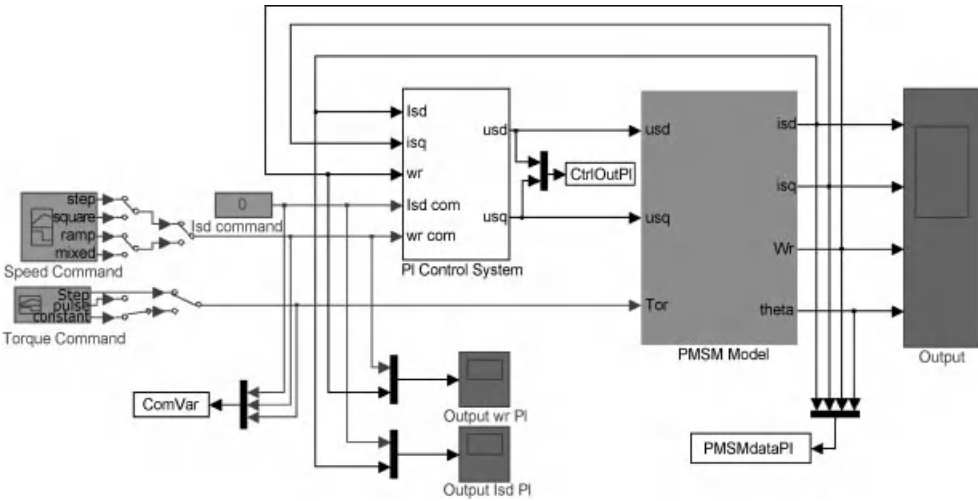 step
square
ramp
mixed
Speed Command
Step
pulse
constant
Torque Command
0
Isd command
Isd
isq
wr
Isd com
wr com
usd
usq
PI Control System
CtrlOutPI
usd
usq
Tor
isd
isq
Wr
theta
PMSM Model
Output
ComVar
Output wr PI
Output Isd PI
PMSMdataPI